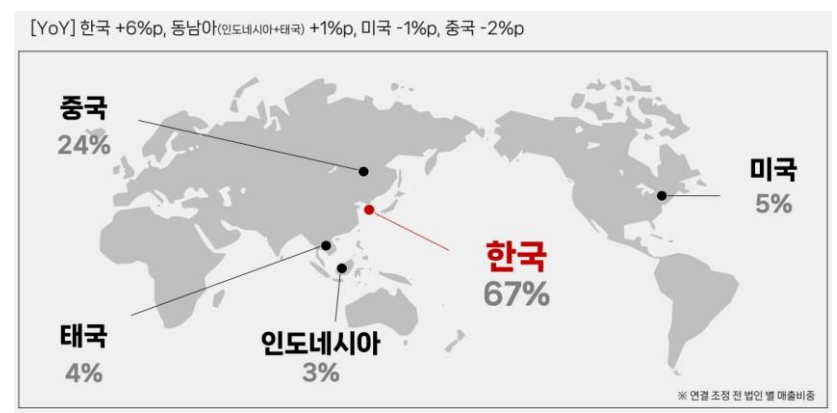 [YoY] 한국 +6%p, 동남아(인도네시아+태국) +1%p, 미국 -1%p, 중국 -2%p
중국
24%
미국
5%
한국
67%
태국
4%
인도네시아
3%
※ 연결 조정 전 법인 별 매출비중